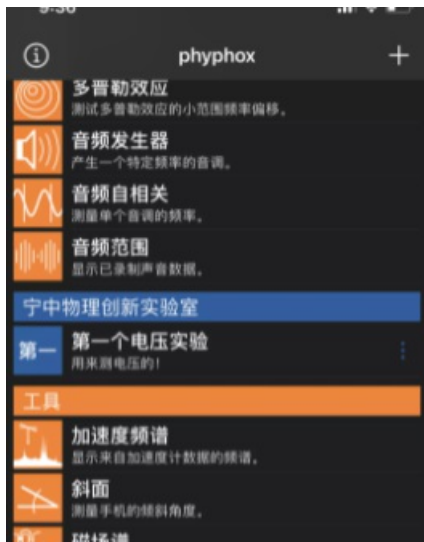 9:36
phyphox
多普勒效应
测试多普勒效应的小范围频率偏移。
音频发生器
产生一个特定频率的音调。
音频自相关
测量单个音调的频率。
音频范围
显示已录制声音数据。
宁中物理创新实验室
第一
第一个电压实验
用来测电压的!
工具
加速度频谱
显示来自加速度计数据的频谱。
斜面
测量手机的倾斜角度。
磁场谱